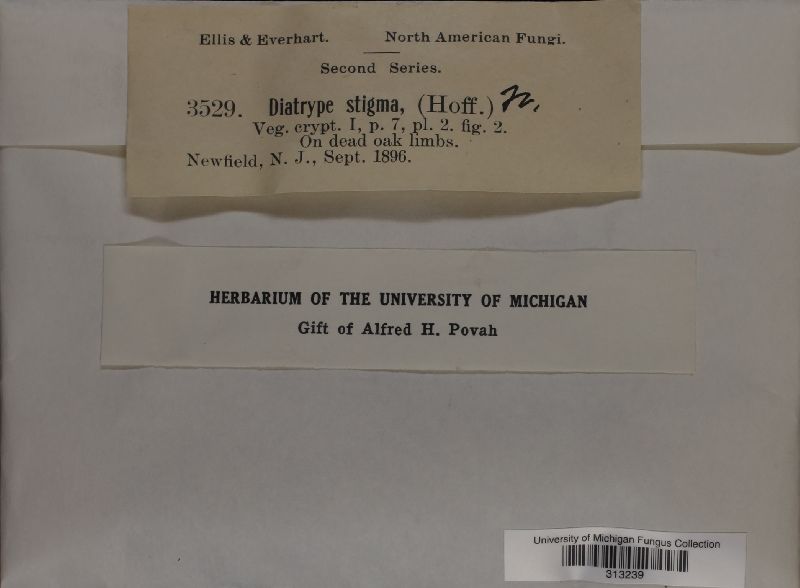 Ellis & Everhart. North American Fungi.
Second Series.
3529. Diatrype stigma, (Hoff.)
Veg. crypt. I, p. 7, pl. 2. fig. 2.
On dead oak limbs.
Newfield, N. J., Sept. 1896.
HERBARIUM OF THE UNIVERSITY OF MICHIGAN
Gift of Alfred H. Povah
University of Michigan Fungus Collection
313239